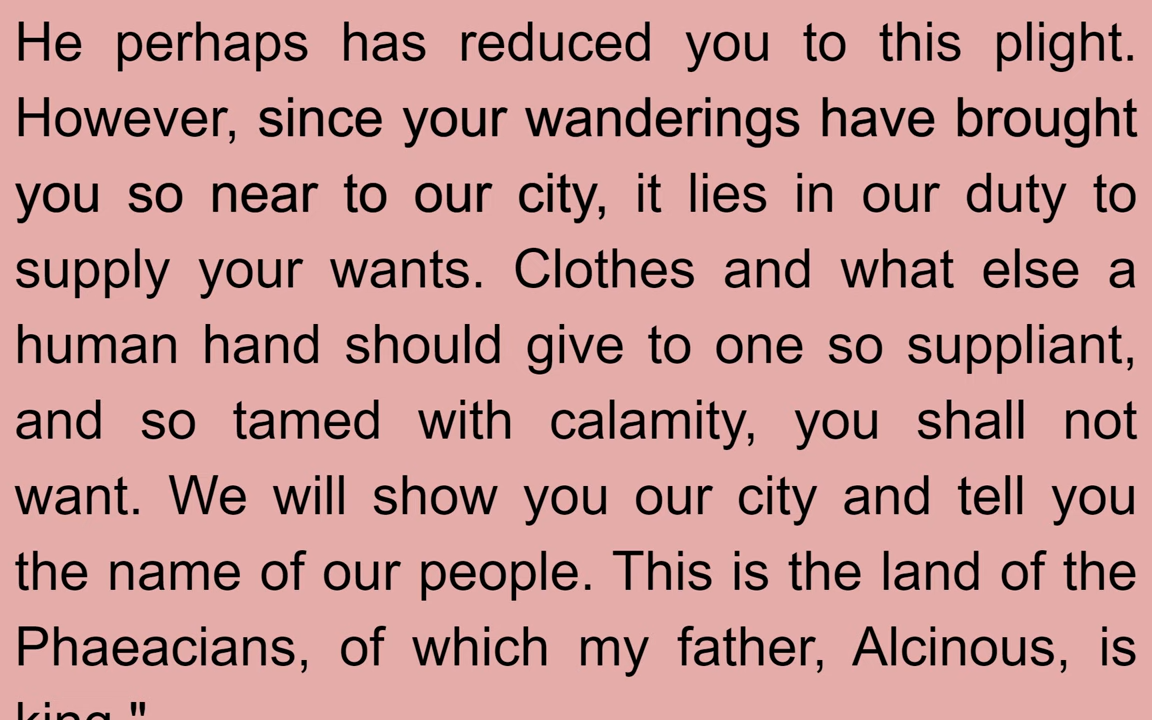 He perhaps has reduced you to this plight.
However, since your wanderings have brought
you so near to our city, it lies in our duty to
supply your wants. Clothes and what else a
human hand should give to one so suppliant,
and so tamed with calamity, you shall not
want. We will show you our city and tell you
the name of our people. This is the land of the
Phaeacians, of which my father, Alcinous, is
king."